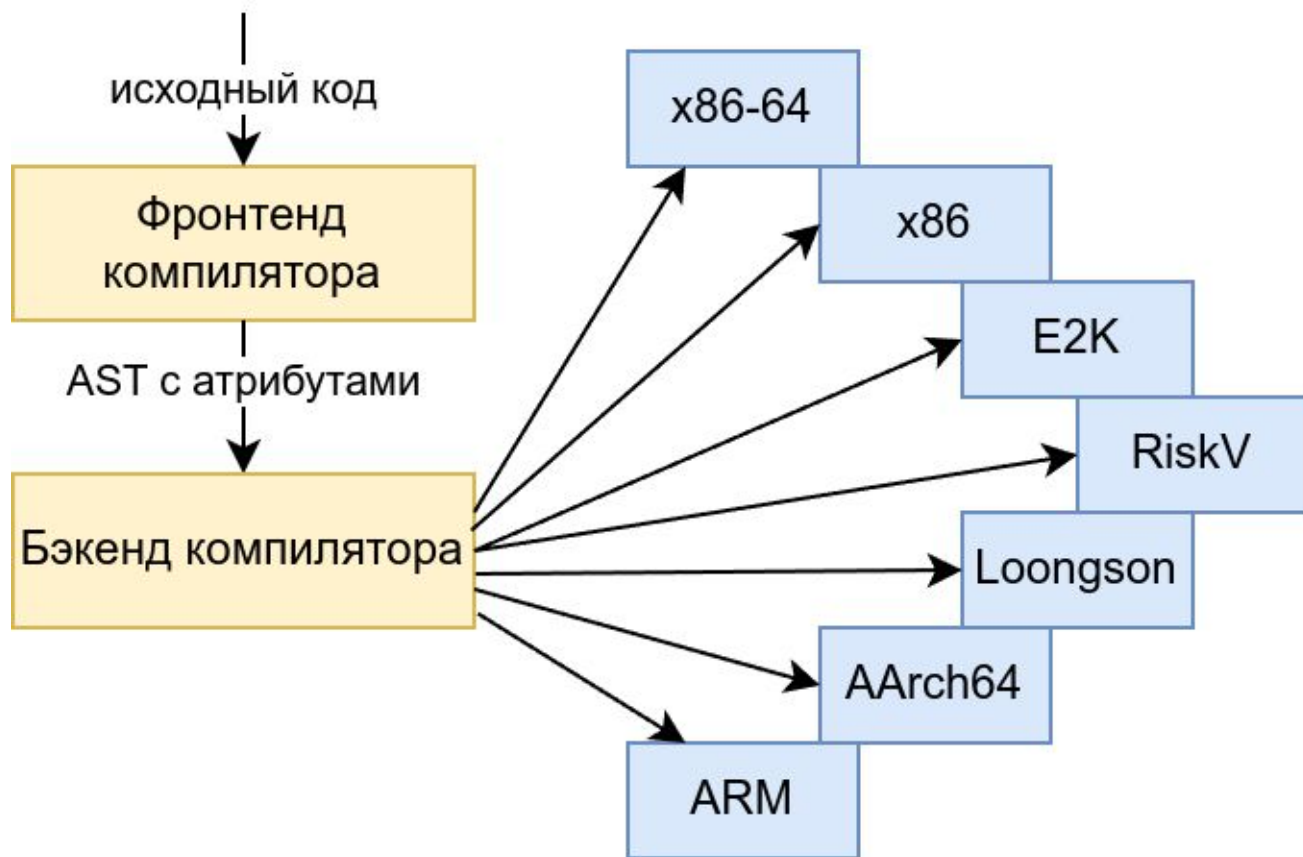 исходный код
Фронтенд
компилятора
AST с атрибутами
Бэкенд компилятора
x86-64
x86
E2K
RiskV
Loongson
AArch64
ARM